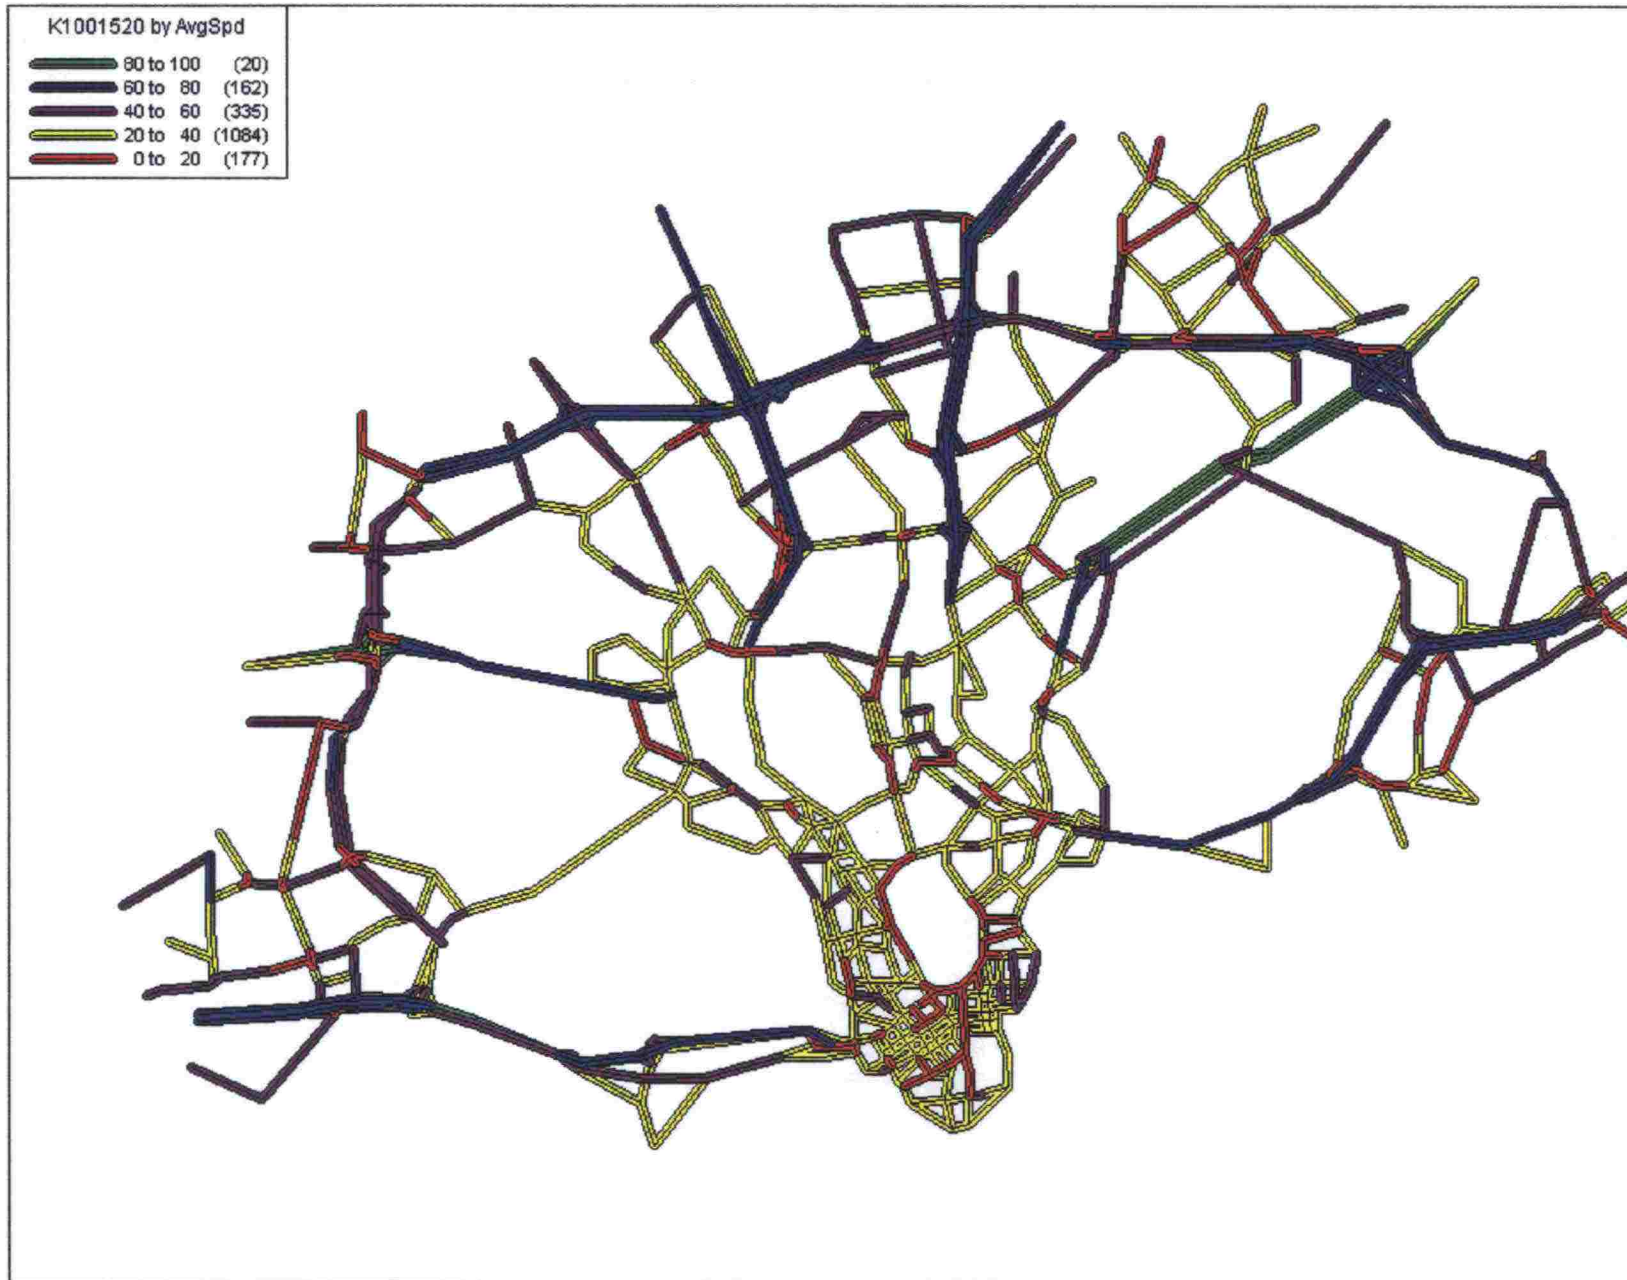 K1001520 by AvgSpd
80 to 100 (20)
60 to 80 (162)
40 to 60 (335)
20 to 40 (1084)
0 to 20 (177)